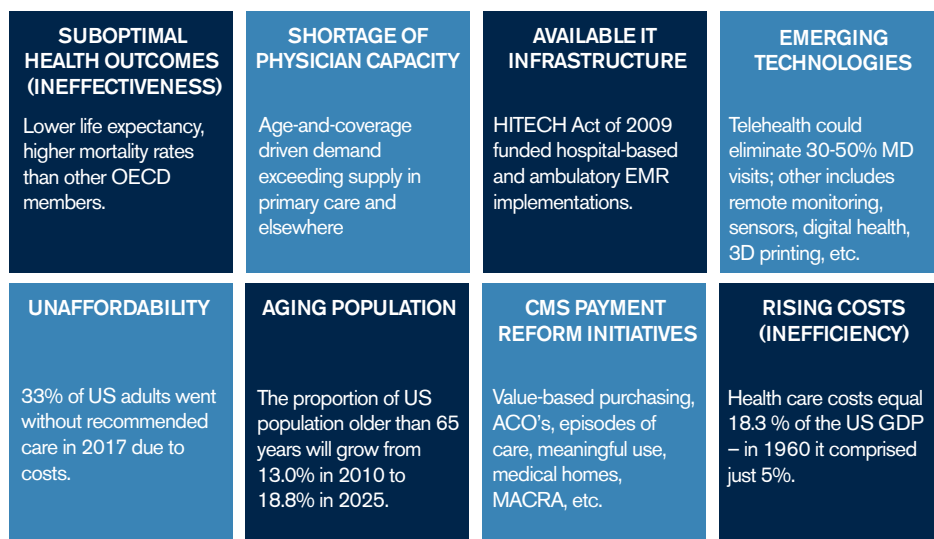 SUBOPTIMAL
HEALTH OUTCOMES
(INEFFECTIVENESS)
Lower life expectancy,
higher mortality rates
than other OECD
members.
SHORTAGE OF
PHYSICIAN CAPACITY
Age-and-coverage
driven demand
exceeding supply in
primary care and
elsewhere
AVAILABLE IT
INFRASTRUCTURE
HITECH Act of 2009
funded hospital-based
and ambulatory EMR
implementations.
EMERGING
TECHNOLOGIES
Telehealth could
eliminate 30-50% MD
visits; other includes
remote monitoring,
sensors, digital health,
3D printing, etc.
UNAFFORDABILITY
33% of US adults went
without recommended
care in 2017 due to
costs.
AGING POPULATION
The proportion of US
population older than 65
years will grow from
13.0% in 2010 to
18.8% in 2025.
CMS PAYMENT
REFORM INITIATIVES
Value-based purchasing,
ACO's, episodes of
care, meaningful use,
medical homes,
MACRA, etc.
RISING COSTS
(INEFFICIENCY)
Health care costs equal
18.3 % of the US GDP
– in 1960 it comprised
just 5%.